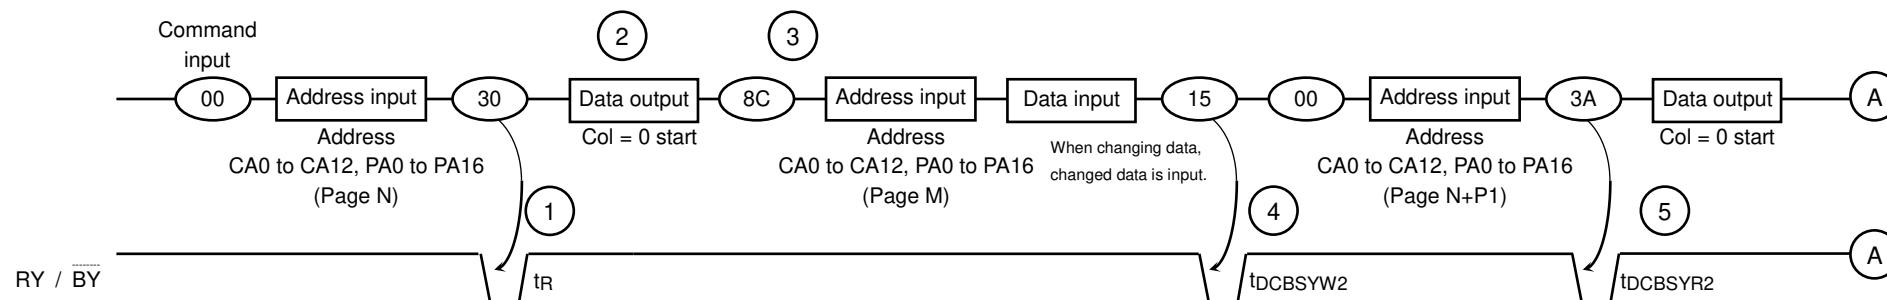 Command
input
2
3
00
Address input
30
Data output
8C
Address input
Data input
15
00
Address input
3A
Data output
A
Address
CA0 to CA12, PA0 to PA16
(Page N)
Col = 0 start
Address
CA0 to CA12, PA0 to PA16
(Page M)
When changing data,
changed data is input.
Address
CA0 to CA12, PA0 to PA16
(Page N+P1)
Col = 0 start
1
4
5
RY / B̅Y̅
tR
tDCBSYW2
tDCBSYR2
A